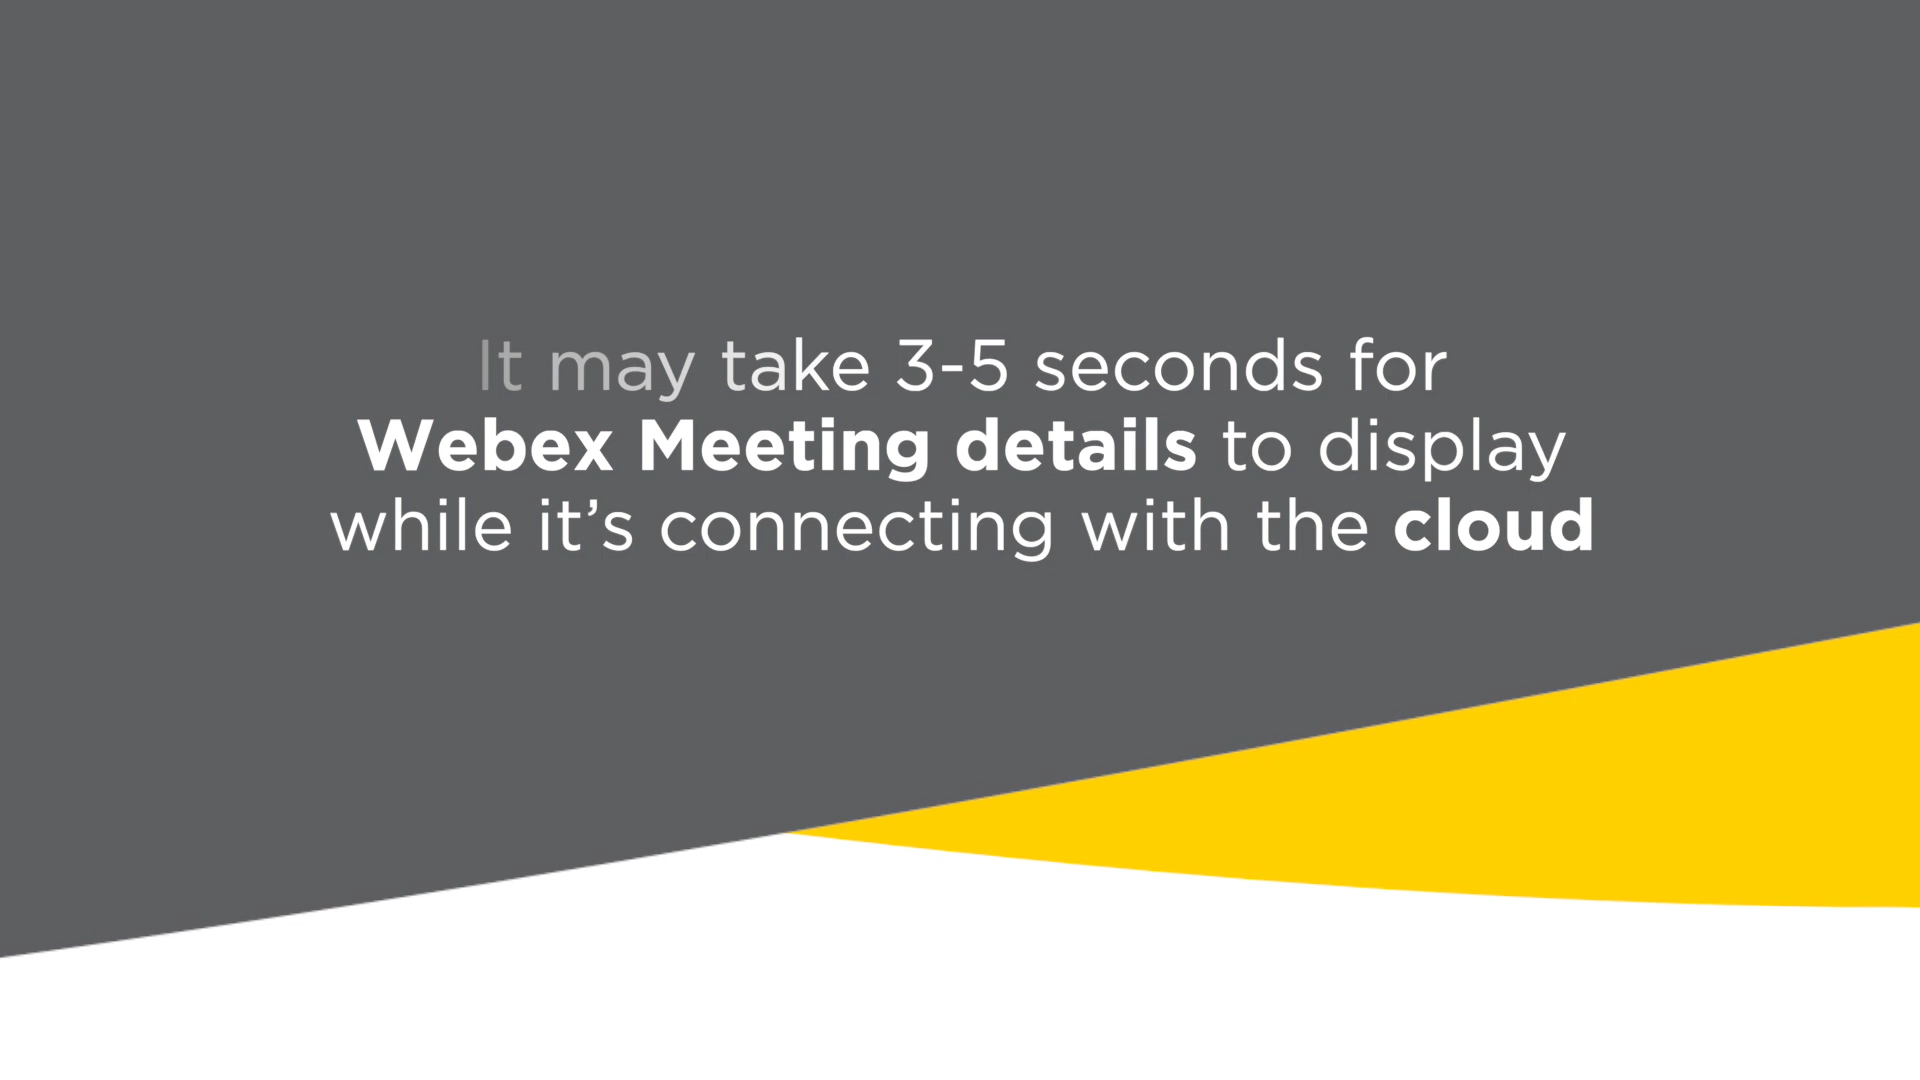 It may take 3-5 seconds for
Webex Meeting details to display
while it’s connecting with the cloud